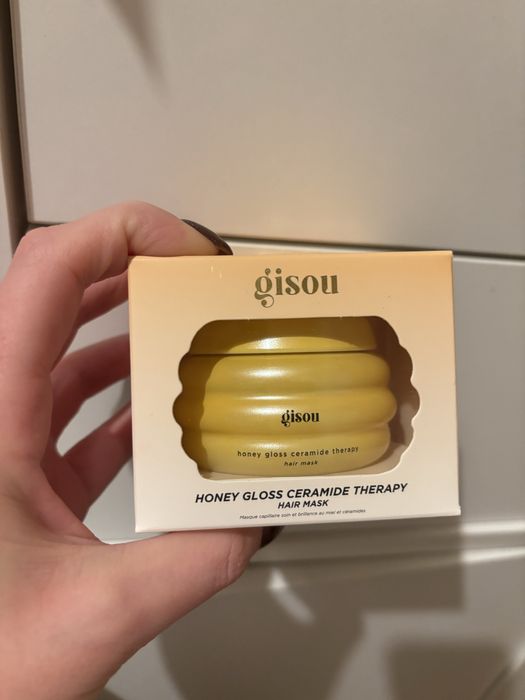 gisou
gisou
honey gloss ceramide therapy
hair mask
HONEY GLOSS CERAMIDE THERAPY
HAIR MASK
Masque capillaire soin et brillance au miel et céramides